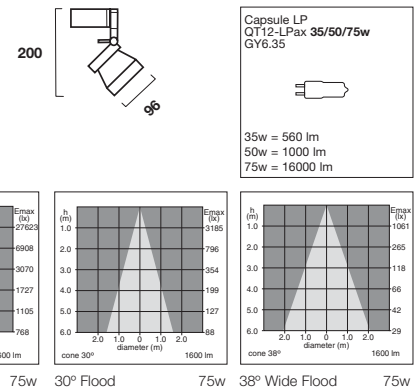 200
96
Capsule LP
QT12-LPax 35/50/75w
GY6.35
35w = 560 lm
50w = 1000 lm
75w = 16000 lm
Emax
(lx)
27623
6908
3070
1727
1105
768
75w
h
(m)
Emax
(lx)
1.0 3185
2.0 796
3.0 354
4.0 199
5.0 127
6.0 88
2.0 1.0 0 1.0 2.0
diameter (m)
cone 30º 1600 lm
30º Flood 75w
h
(m)
Emax
(lx)
1.0 1061
2.0 265
3.0 118
4.0 66
5.0 42
6.0 29
2.0 1.0 0 1.0 2.0
diameter (m)
cone 38º 1600 lm
38º Wide Flood 75w